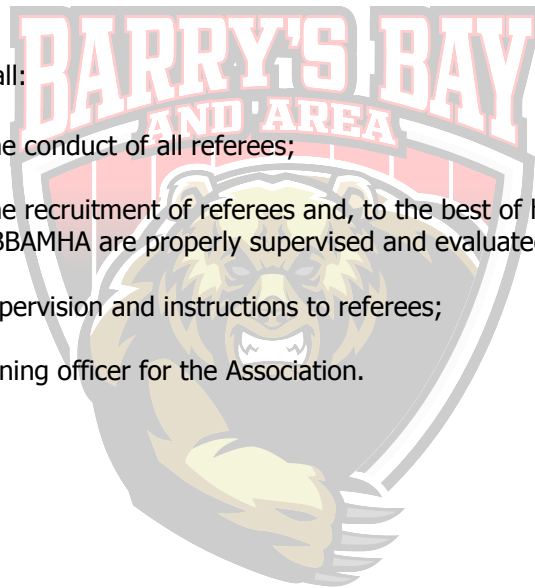 BARRY'S BAY
AND AREA
all:
he conduct of all referees;
he recruitment of referees and, to the best of h
BBAMHA are properly supervised and evaluated
pervision and instructions to referees;
ning officer for the Association.